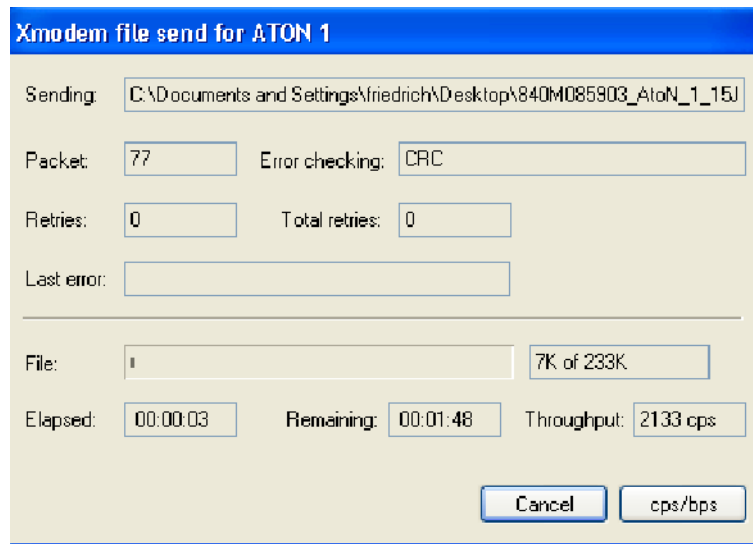 Xmodem file send for ATON 1
Sending: C:\Documents and Settings\friedrich\Desktop\840M085903_AtoN_1_15J
Packet: 77 Error checking: CRC
Retries: 0 Total retries: 0
Last error:
File: 7K of 233K
Elapsed: 00:00:03 Remaining: 00:01:48 Throughput: 2133 cps
Cancel cps/bps